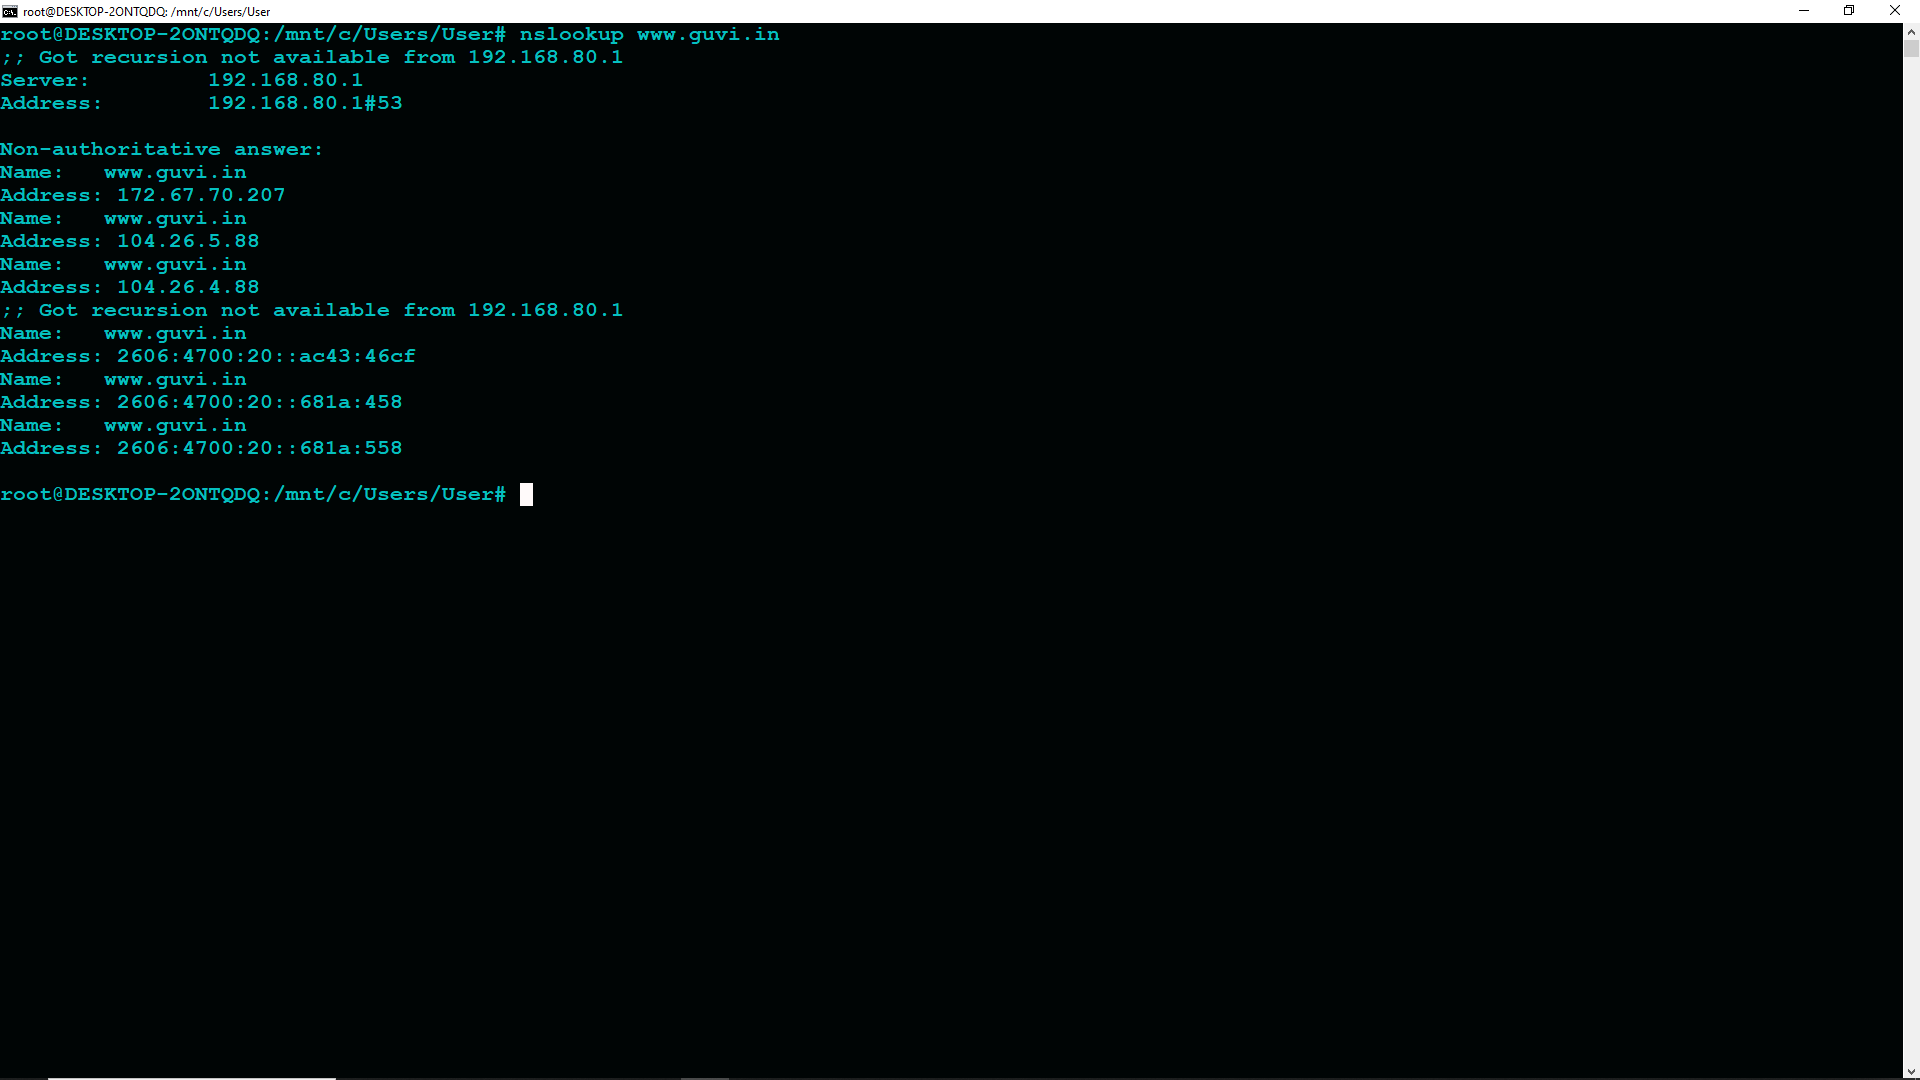 root@DESKTOP-2ONTQDQ: /mnt/c/Users/User
root@DESKTOP-2ONTQDQ:/mnt/c/Users/User# nslookup www.guvi.in
;; Got recursion not available from 192.168.80.1
Server:         192.168.80.1
Address:        192.168.80.1#53

Non-authoritative answer:
Name:   www.guvi.in
Address: 172.67.70.207
Name:   www.guvi.in
Address: 104.26.5.88
Name:   www.guvi.in
Address: 104.26.4.88
;; Got recursion not available from 192.168.80.1
Name:   www.guvi.in
Address: 2606:4700:20::ac43:46cf
Name:   www.guvi.in
Address: 2606:4700:20::681a:458
Name:   www.guvi.in
Address: 2606:4700:20::681a:558

root@DESKTOP-2ONTQDQ:/mnt/c/Users/User#